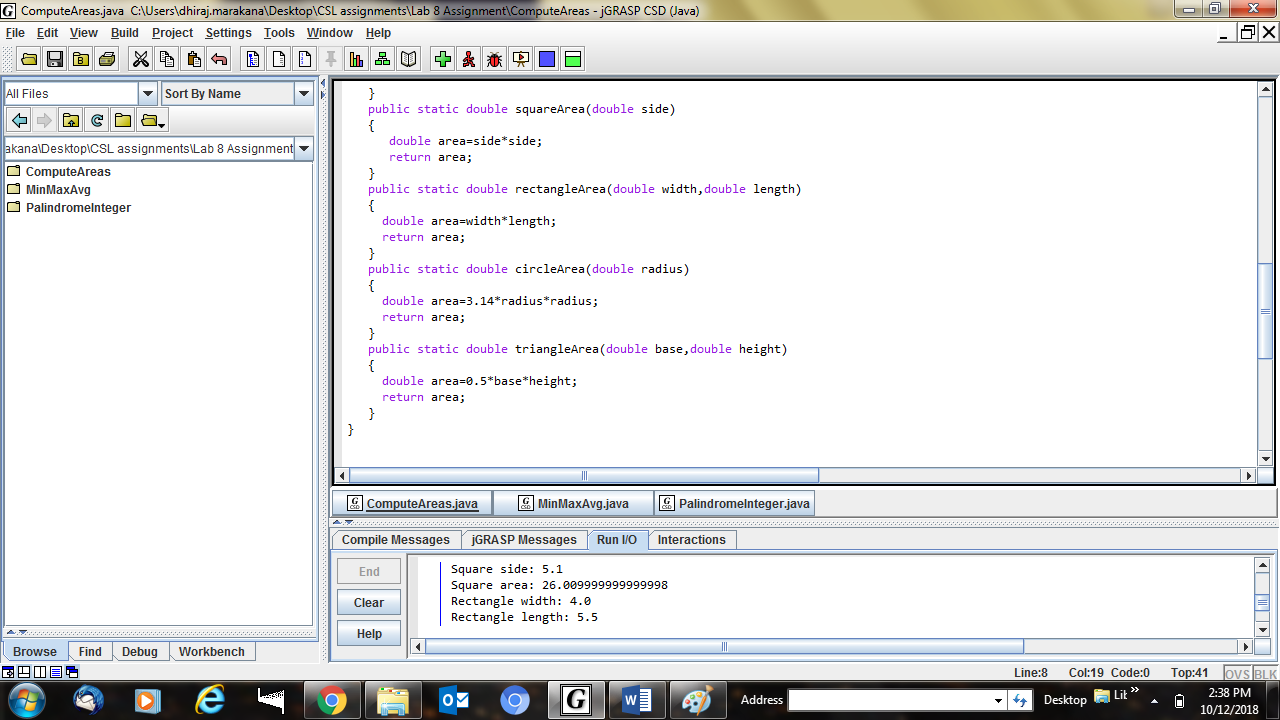 ComputeAreas.java C:\Users\dhiraj.marakana\Desktop\CSL assignments\Lab 8 Assignment\ComputeAreas - jGRASP CSD (Java)
File Edit View Build Project Settings Tools Window Help
All Files Sort By Name
akana\Desktop\CSL assignments\Lab 8 Assignment
ComputeAreas
MinMaxAvg
PalindromeInteger
Browse Find Debug Workbench
}
public static double squareArea(double side)
{
double area=side*side;
return area;
}
public static double rectangleArea(double width,double length)
{
double area=width*length;
return area;
}
public static double circleArea(double radius)
{
double area=3.14*radius*radius;
return area;
}
public static double triangleArea(double base,double height)
{
double area=0.5*base*height;
return area;
}
}
ComputeAreas.java MinMaxAvg.java PalindromeInteger.java
Compile Messages jGRASP Messages Run I/O Interactions
End
Clear
Help
Square side: 5.1
Square area: 26.009999999999998
Rectangle width: 4.0
Rectangle length: 5.5
Line:8 Col:19 Code:0 Top:41 OVS BLK
Address Desktop Lit »
2:38 PM
10/12/2018